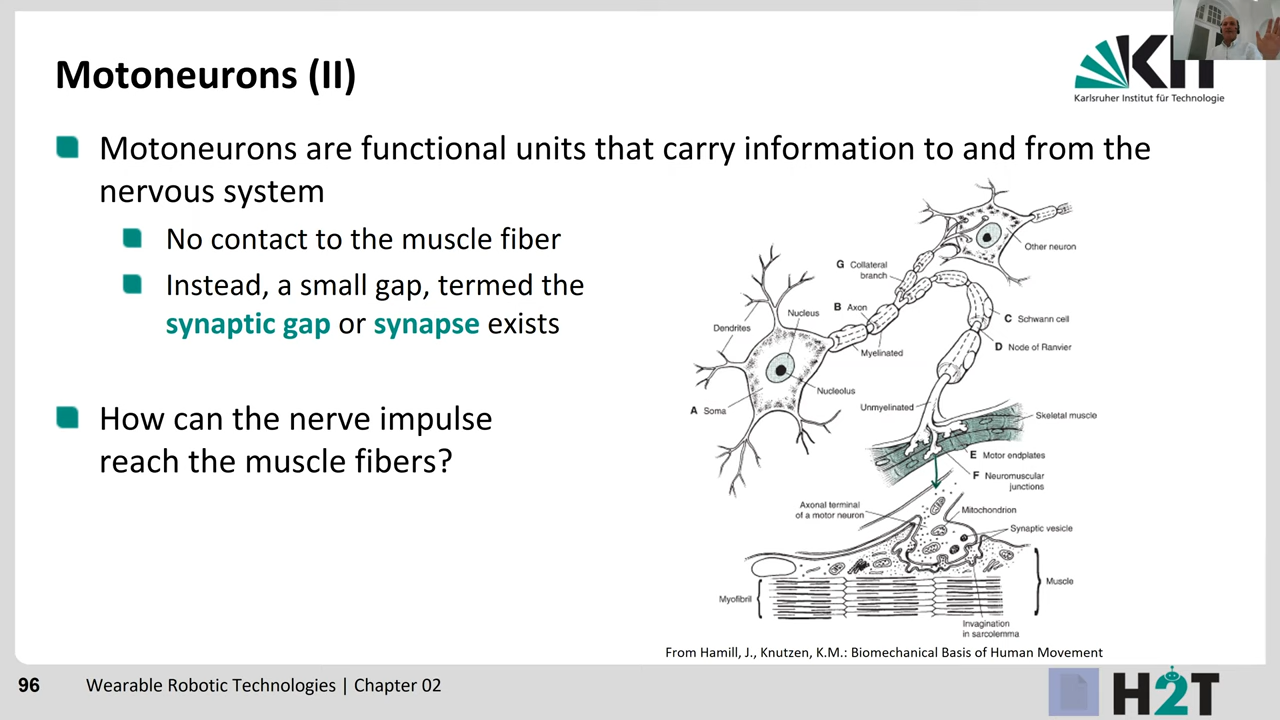 Motoneurons (II)
KIT
Karlsruher Institut für Technologie
Motoneurons are functional units that carry information to and from the
nervous system
No contact to the muscle fiber
Instead, a small gap, termed the
synaptic gap or synapse exists
How can the nerve impulse
reach the muscle fibers?
Other neuron
G Collateral
branch
B Axon
Nucleus
Dendrites
C Schwann cell
D Node of Ranvier
Myelinated
Nucleolus
A Soma
Unmyelinated
Skeletal muscle
E Motor endplates
F Neuromuscular
junctions
Axonal terminal
of a motor neuron
Mitochondrion
Synaptic vesicle
Muscle
Myofibril
Invagination
in sarcolemma
From Hamill, J., Knutzen, K.M.: Biomechanical Basis of Human Movement
96 Wearable Robotic Technologies | Chapter 02
H2T